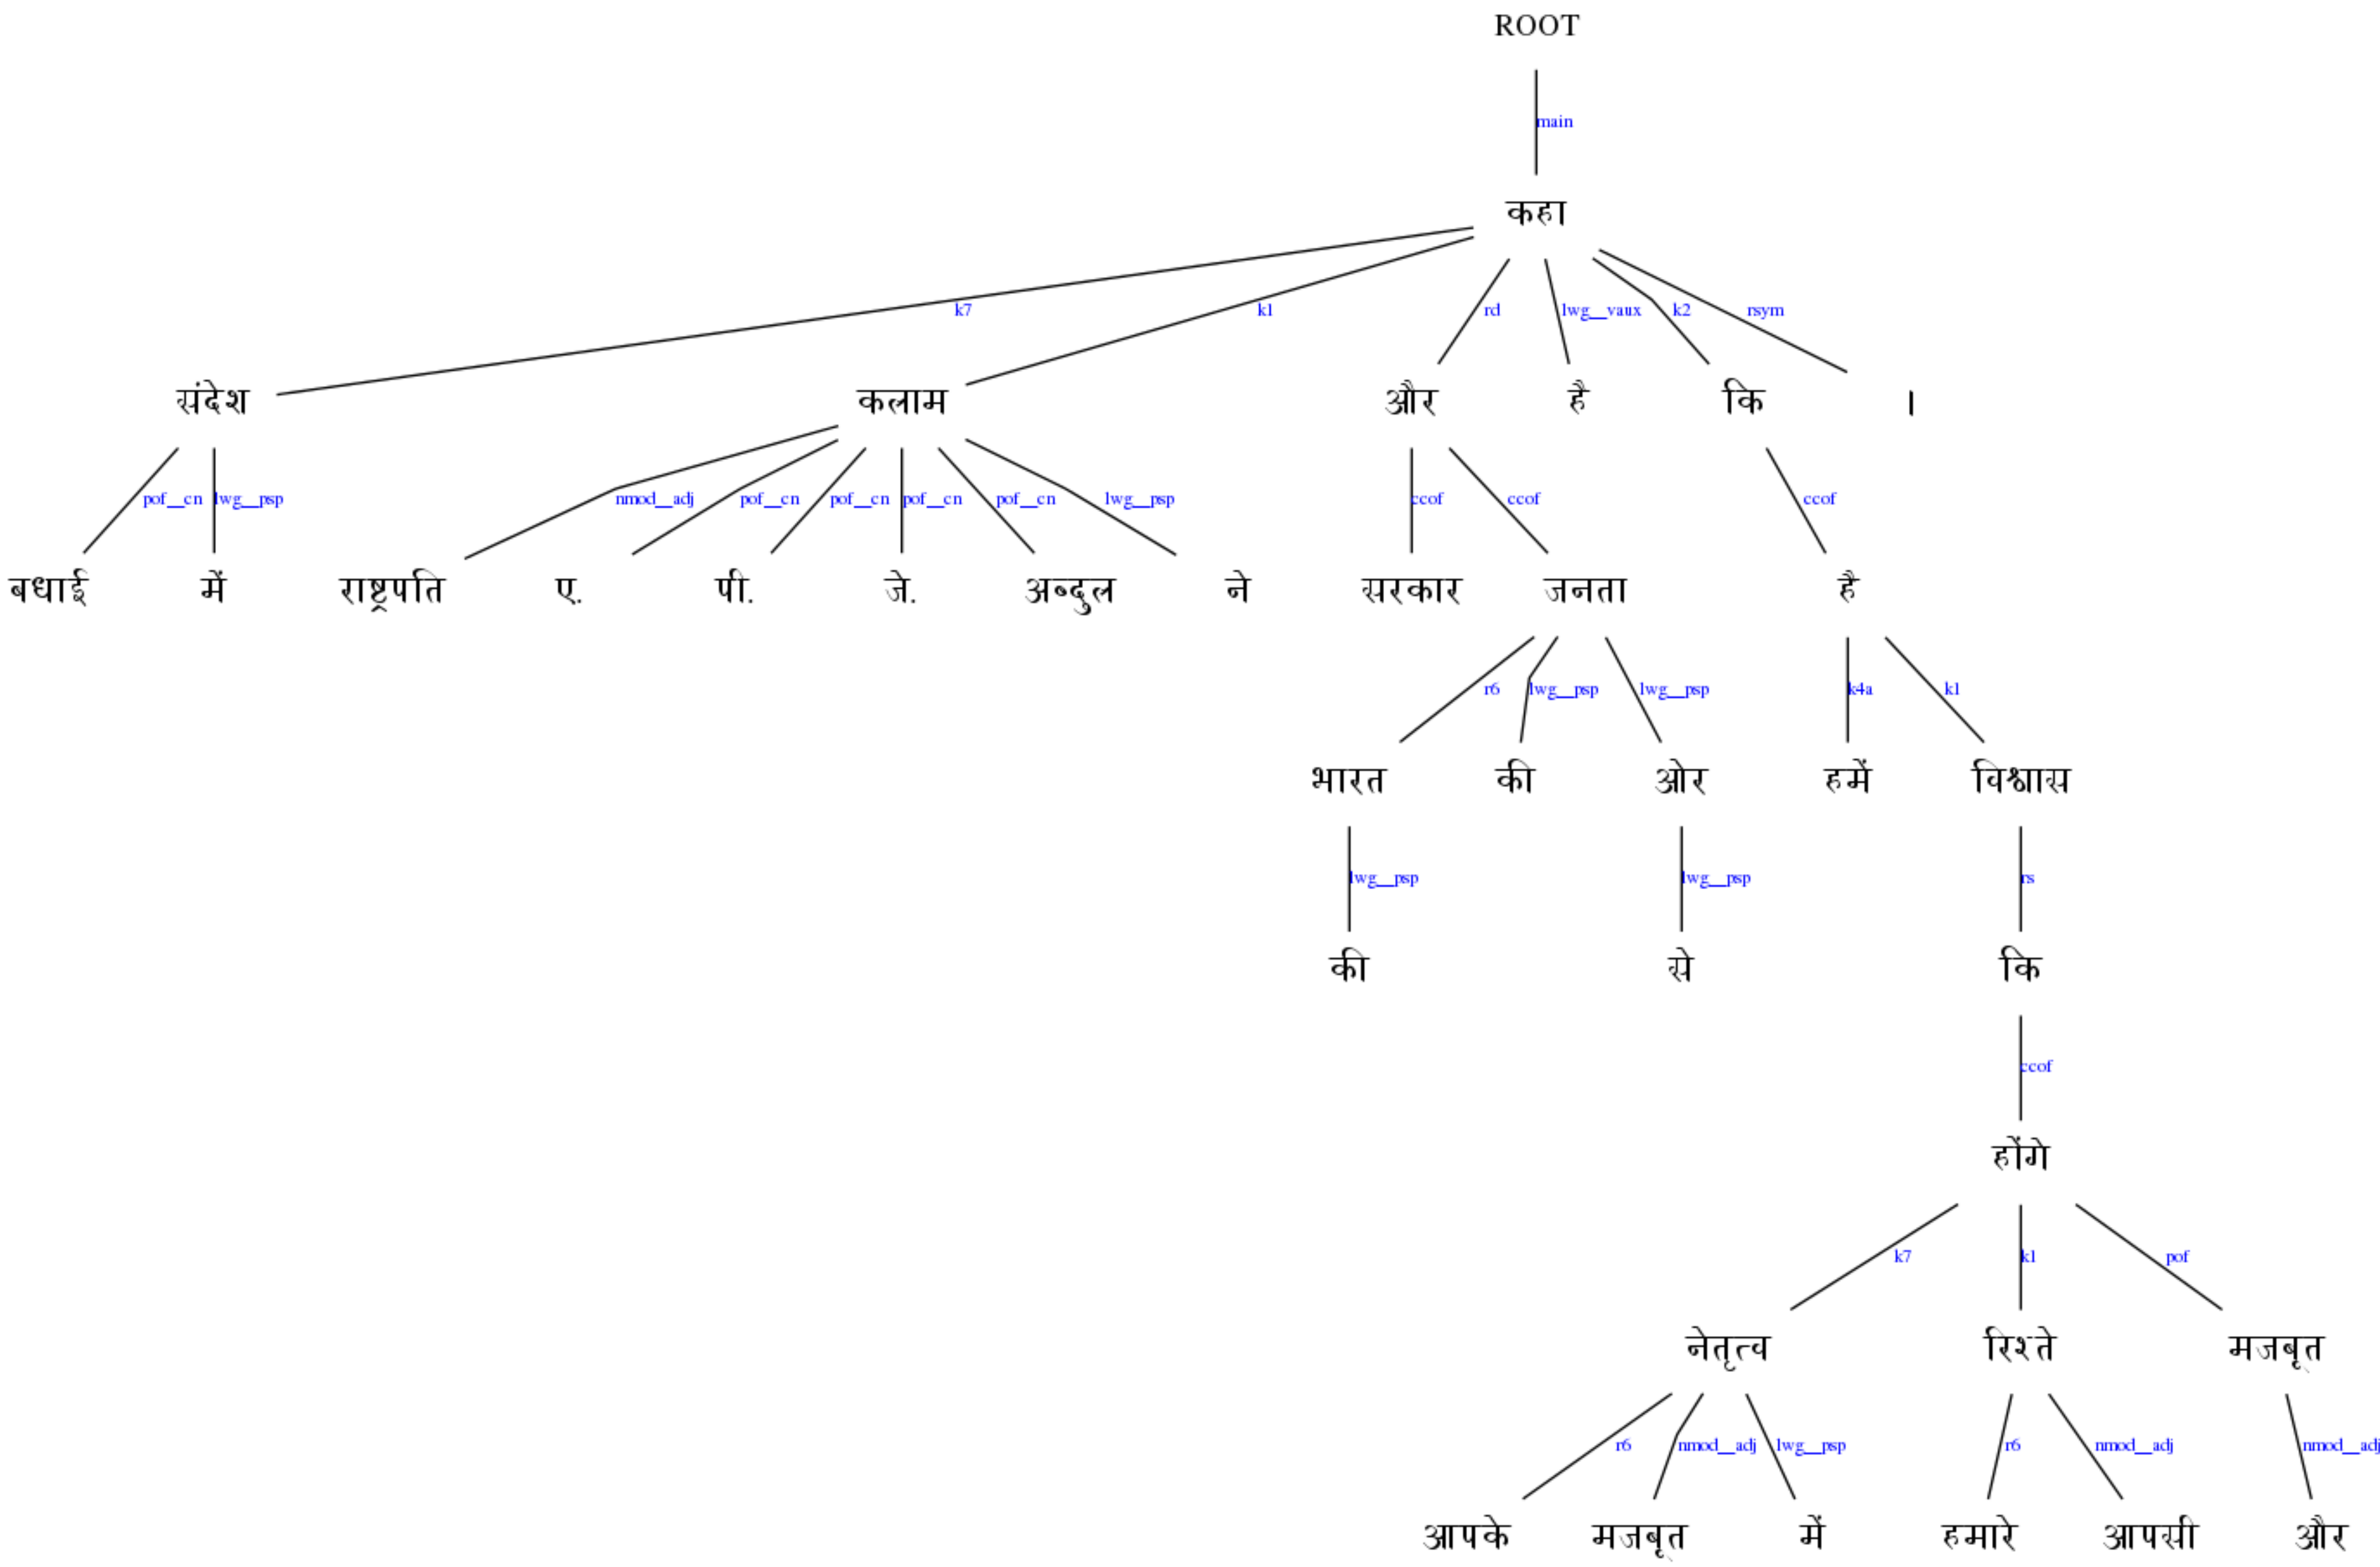 ROOT
main
कहा
k7 k1 rd lwg__vaux k2 rsym
संदेश कलाम और है कि ।
pof__cn lwg__psp nmod__adj pof__cn pof__cn pof__cn pof__cn lwg__psp ccof ccof ccof
बधाई में राष्ट्रपति ए. पी. जे. अब्दुल ने सरकार जनता है
r6 lwg__psp lwg__psp k4a k1
भारत की ओर हमें विश्वास
lwg__psp lwg__psp rs
की से कि
ccof
होंगे
k7 k1 pof
नेतृत्व रिश्ते मजबूत
r6 nmod__adj lwg__psp r6 nmod__adj nmod__adj
आपके मजबूत में हमारे आपसी और